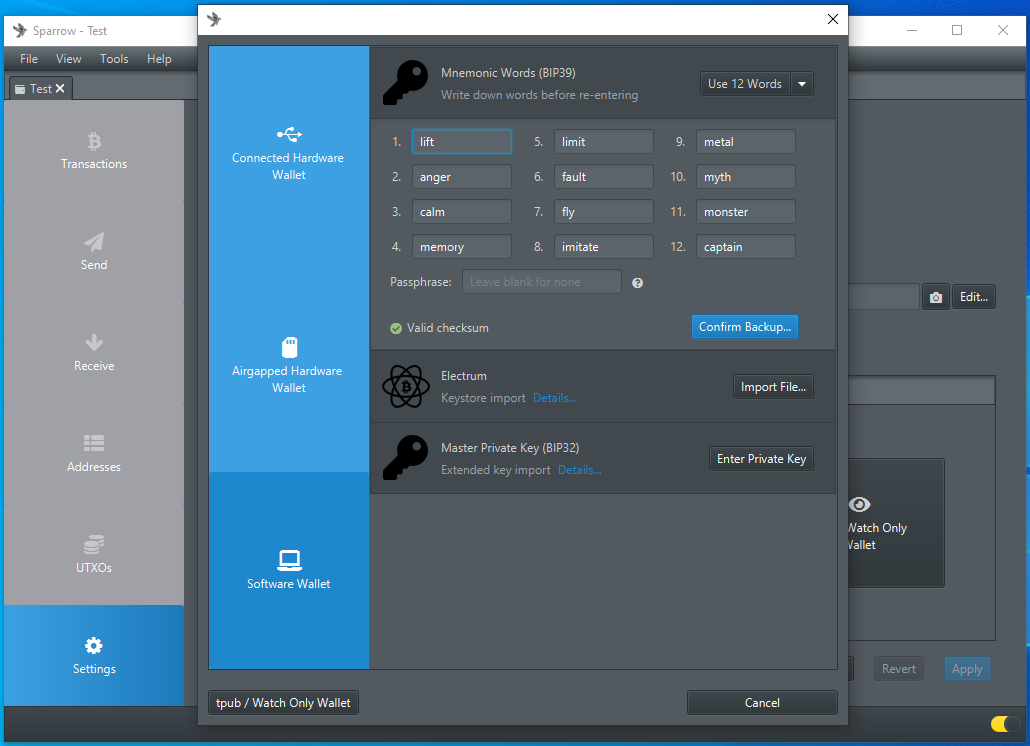 Sparrow - Test
File View Tools Help
Test
Transactions
Send
Receive
Addresses
UTXOs
Settings
Connected Hardware
Wallet
Airgapped Hardware
Wallet
Software Wallet
Mnemonic Words (BIP39)
Write down words before re-entering
Use 12 Words
1. lift 5. limit 9. metal
2. anger 6. fault 10. myth
3. calm 7. fly 11. monster
4. memory 8. imitate 12. captain
Passphrase: Leave blank for none ?
Valid checksum
Confirm Backup...
Electrum
Keystore import Details...
Import File...
Master Private Key (BIP32)
Extended key import Details...
Enter Private Key
Edit...
Watch Only
Wallet
Revert Apply
tpub / Watch Only Wallet
Cancel